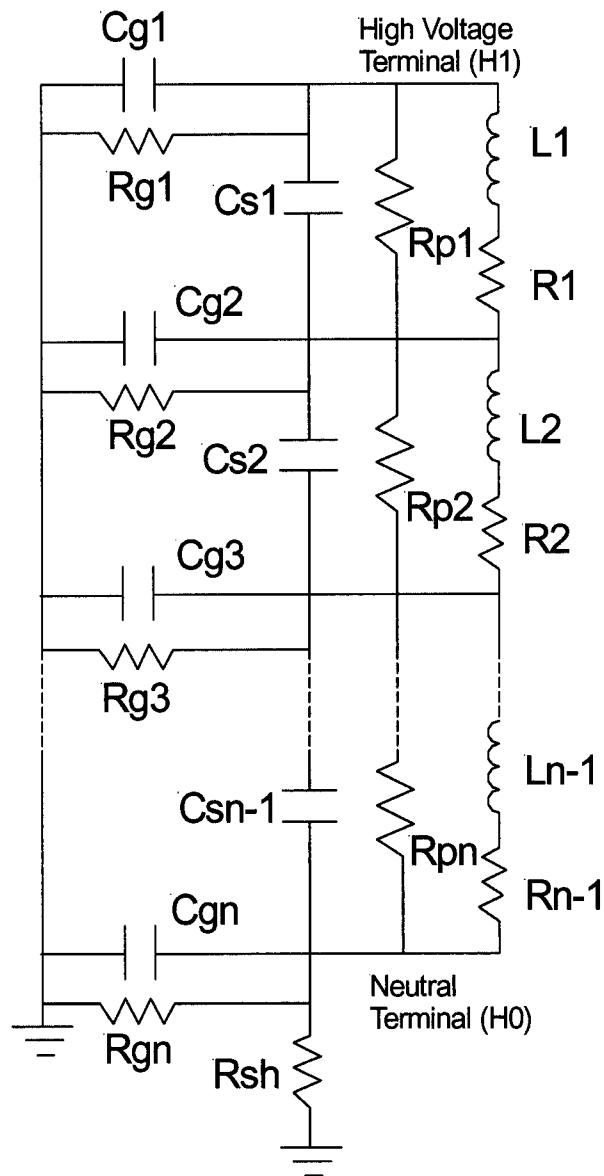 Cg1
High Voltage
Terminal (H1)
Rg1
L1
Cs1
Rp1
R1
Cg2
Rg2
L2
Cs2
Rp2
R2
Cg3
Rg3
Ln-1
Csn-1
Rpn
Rn-1
Cgn
Neutral
Terminal (H0)
Rgn
Rsh